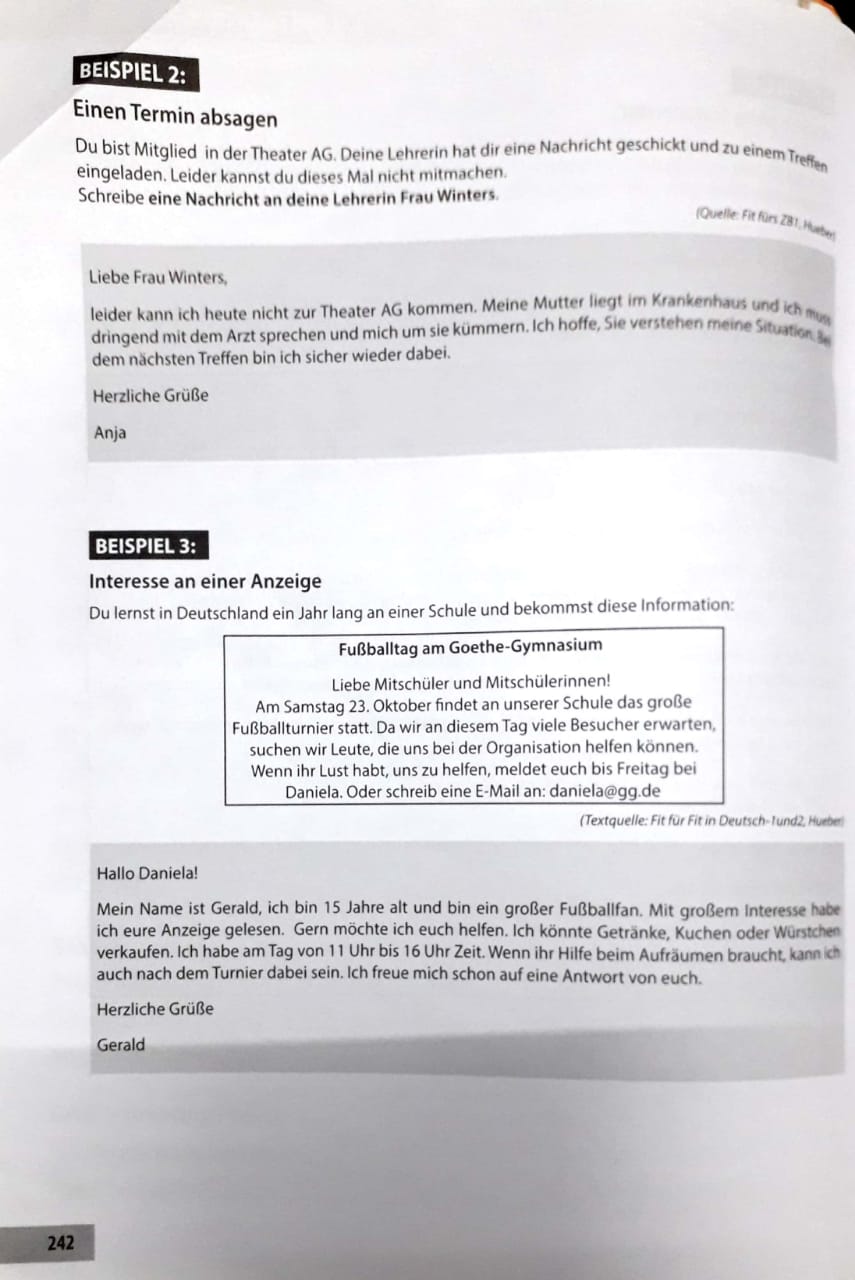 BEISPIEL 2:
Einen Termin absagen
Du bist Mitglied in der Theater AG. Deine Lehrerin hat dir eine Nachricht geschickt und zu einem Treffen
eingeladen. Leider kannst du dieses Mal nicht mitmachen.
Schreibe eine Nachricht an deine Lehrerin Frau Winters.
(Quelle: Fit fürs ZB1, Hueber)
Liebe Frau Winters,
leider kann ich heute nicht zur Theater AG kommen. Meine Mutter liegt im Krankenhaus und ich muss
dringend mit dem Arzt sprechen und mich um sie kümmern. Ich hoffe, Sie verstehen meine Situation. Bei
dem nächsten Treffen bin ich sicher wieder dabei.
Herzliche Grüße
Anja
BEISPIEL 3:
Interesse an einer Anzeige
Du lernst in Deutschland ein Jahr lang an einer Schule und bekommst diese Information:
Fußballtag am Goethe-Gymnasium
Liebe Mitschüler und Mitschülerinnen!
Am Samstag 23. Oktober findet an unserer Schule das große
Fußballturnier statt. Da wir an diesem Tag viele Besucher erwarten,
suchen wir Leute, die uns bei der Organisation helfen können.
Wenn ihr Lust habt, uns zu helfen, meldet euch bis Freitag bei
Daniela. Oder schreib eine E-Mail an: daniela@gg.de
(Textquelle: Fit für Fit in Deutsch-1und2, Hueber)
Hallo Daniela!
Mein Name ist Gerald, ich bin 15 Jahre alt und bin ein großer Fußballfan. Mit großem Interesse habe
ich eure Anzeige gelesen. Gern möchte ich euch helfen. Ich könnte Getränke, Kuchen oder Würstchen
verkaufen. Ich habe am Tag von 11 Uhr bis 16 Uhr Zeit. Wenn ihr Hilfe beim Aufräumen braucht, kann ich
auch nach dem Turnier dabei sein. Ich freue mich schon auf eine Antwort von euch.
Herzliche Grüße
Gerald
242